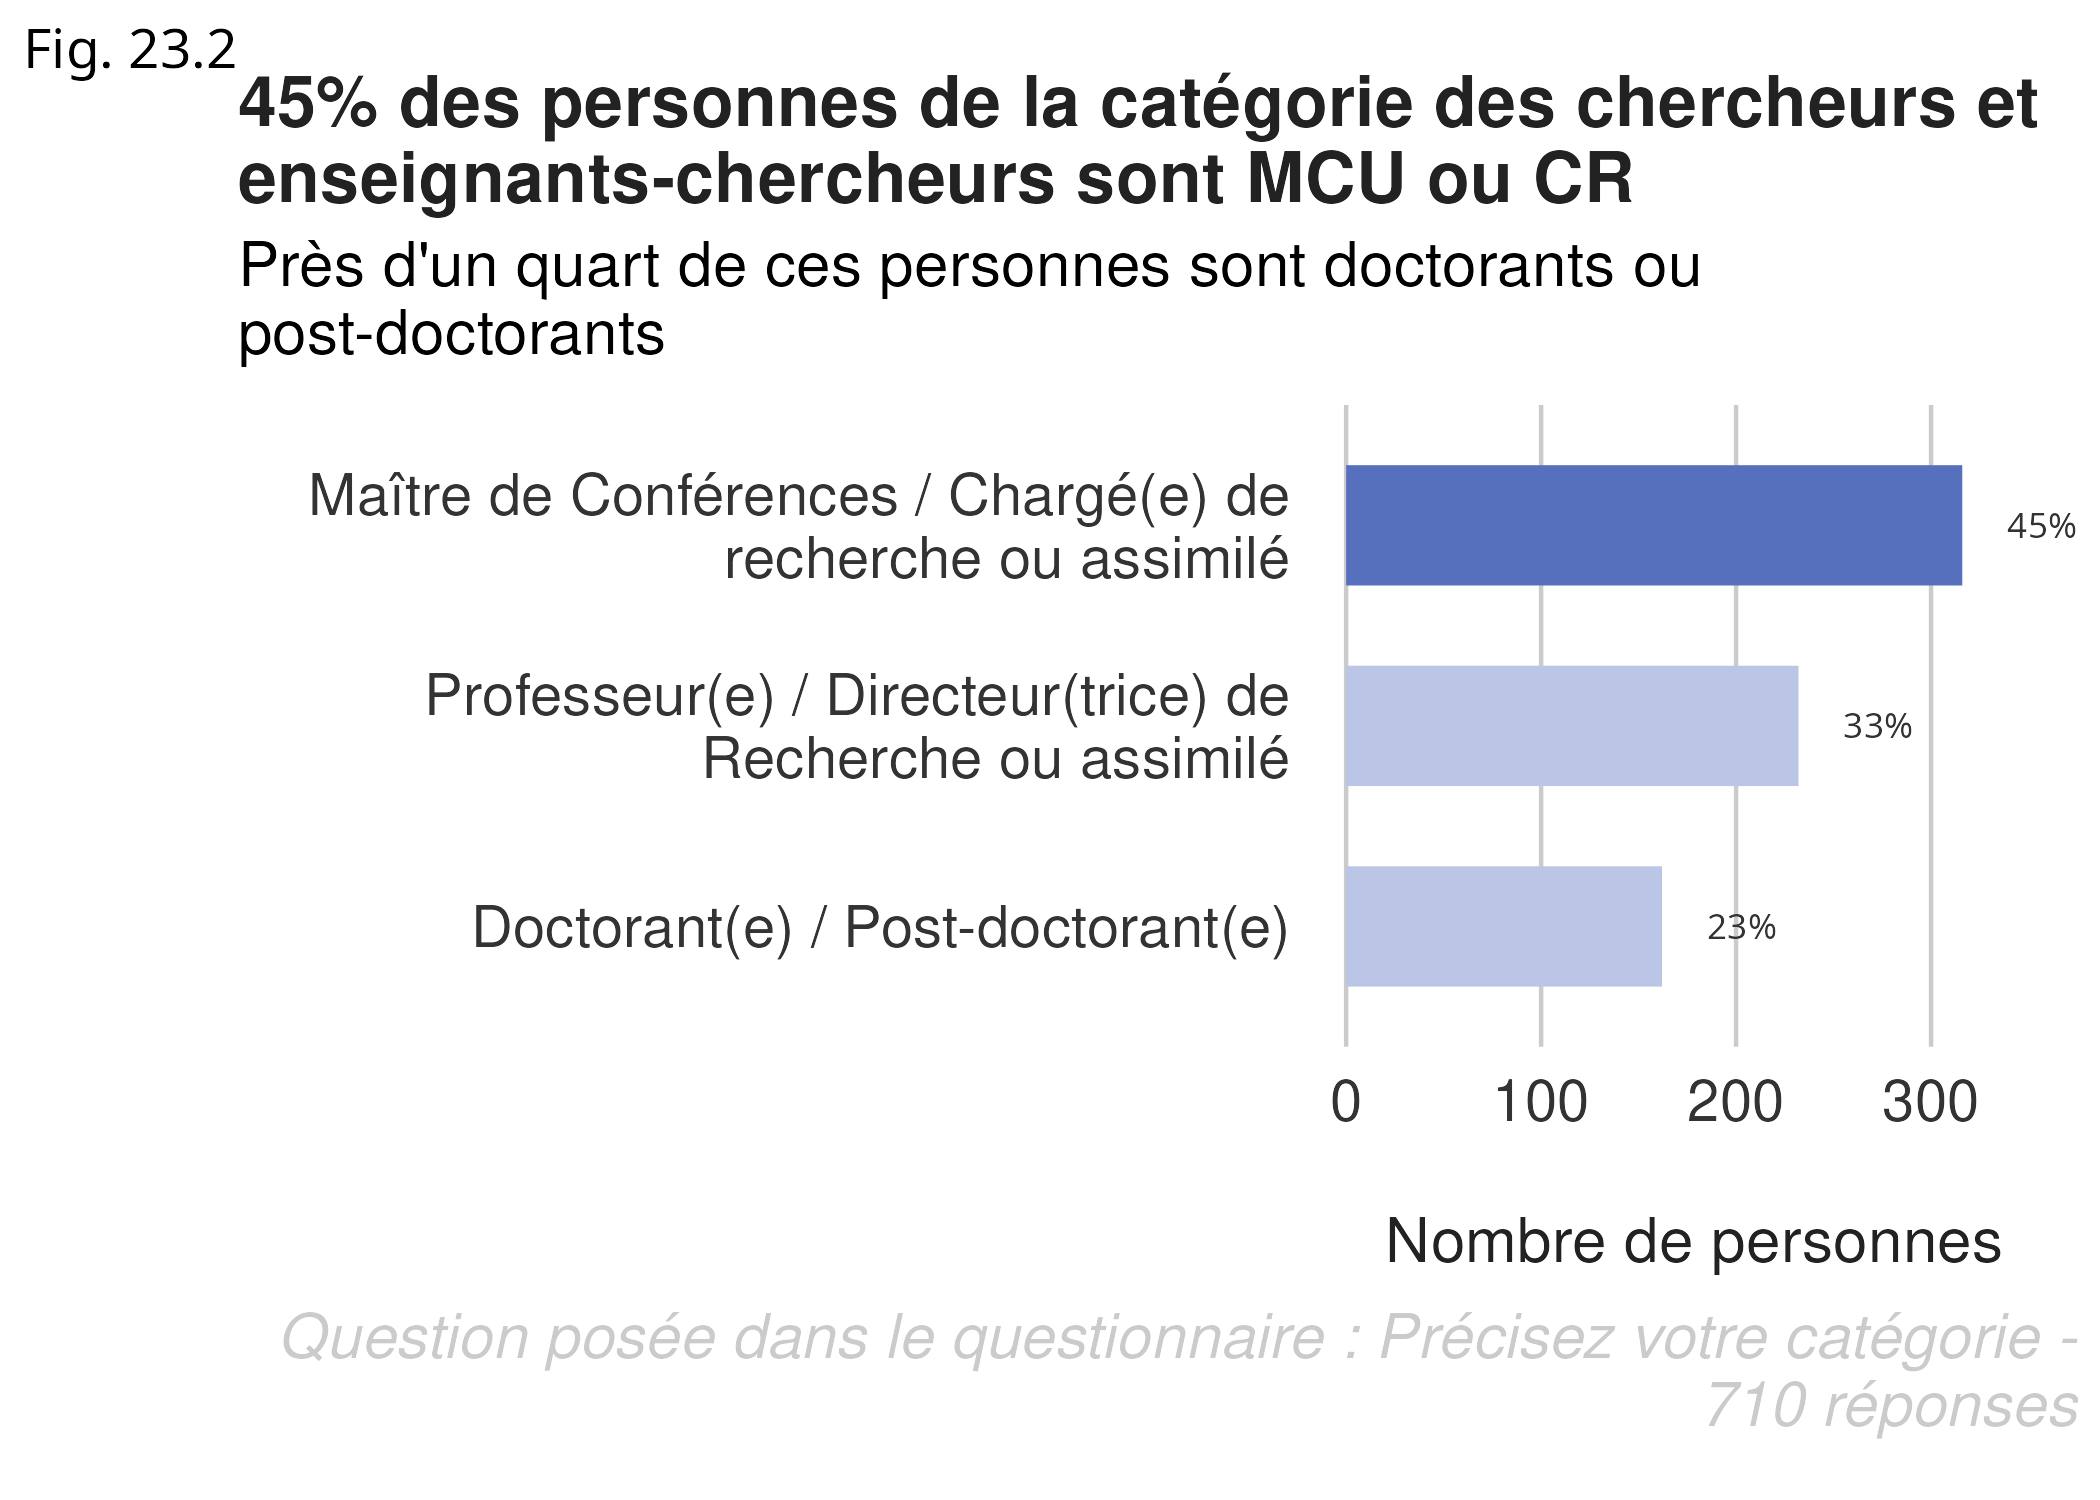 Fig. 23.2
45% des personnes de la catégorie des chercheurs et
enseignants-chercheurs sont MCU ou CR
Près d'un quart de ces personnes sont doctorants ou
post-doctorants
Maître de Conférences / Chargé(e) de
recherche ou assimilé
45%
Professeur(e) / Directeur(trice) de
Recherche ou assimilé
33%
Doctorant(e) / Post-doctorant(e)
23%
0 100 200 300
Nombre de personnes
Question posée dans le questionnaire : Précisez votre catégorie -
710 réponses